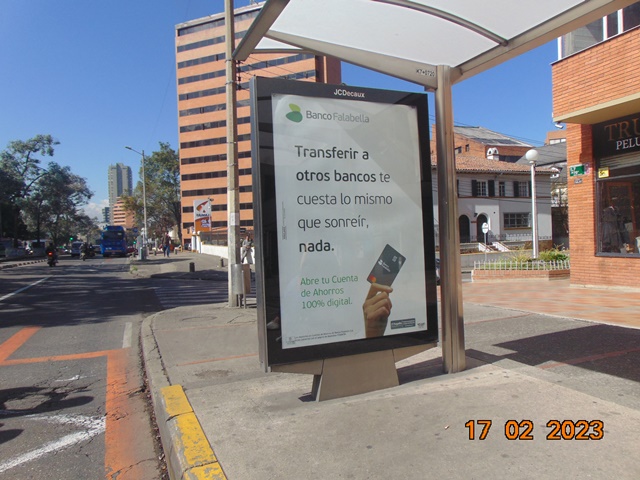 JCDecaux
Banco Falabella
Transferir a
otros bancos te
cuesta lo mismo
que sonreír,
nada.
Abre tu Cuenta
de Ahorros
100% digital.
17 02 2023